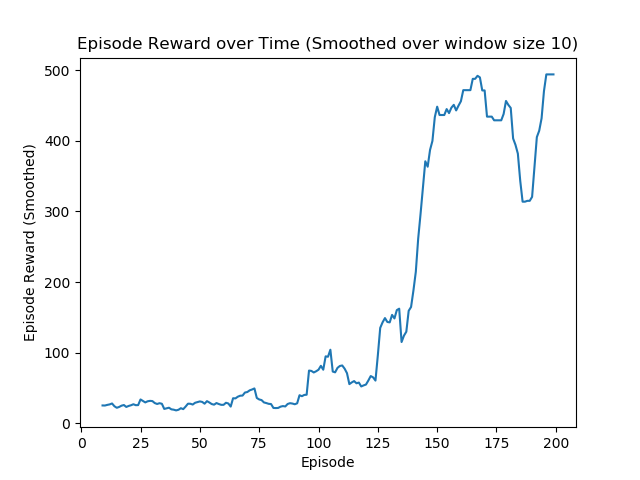 Episode Reward over Time (Smoothed over window size 10)
500
400
300
200
100
0
Episode Reward (Smoothed)
0 25 50 75 100 125 150 175 200
Episode